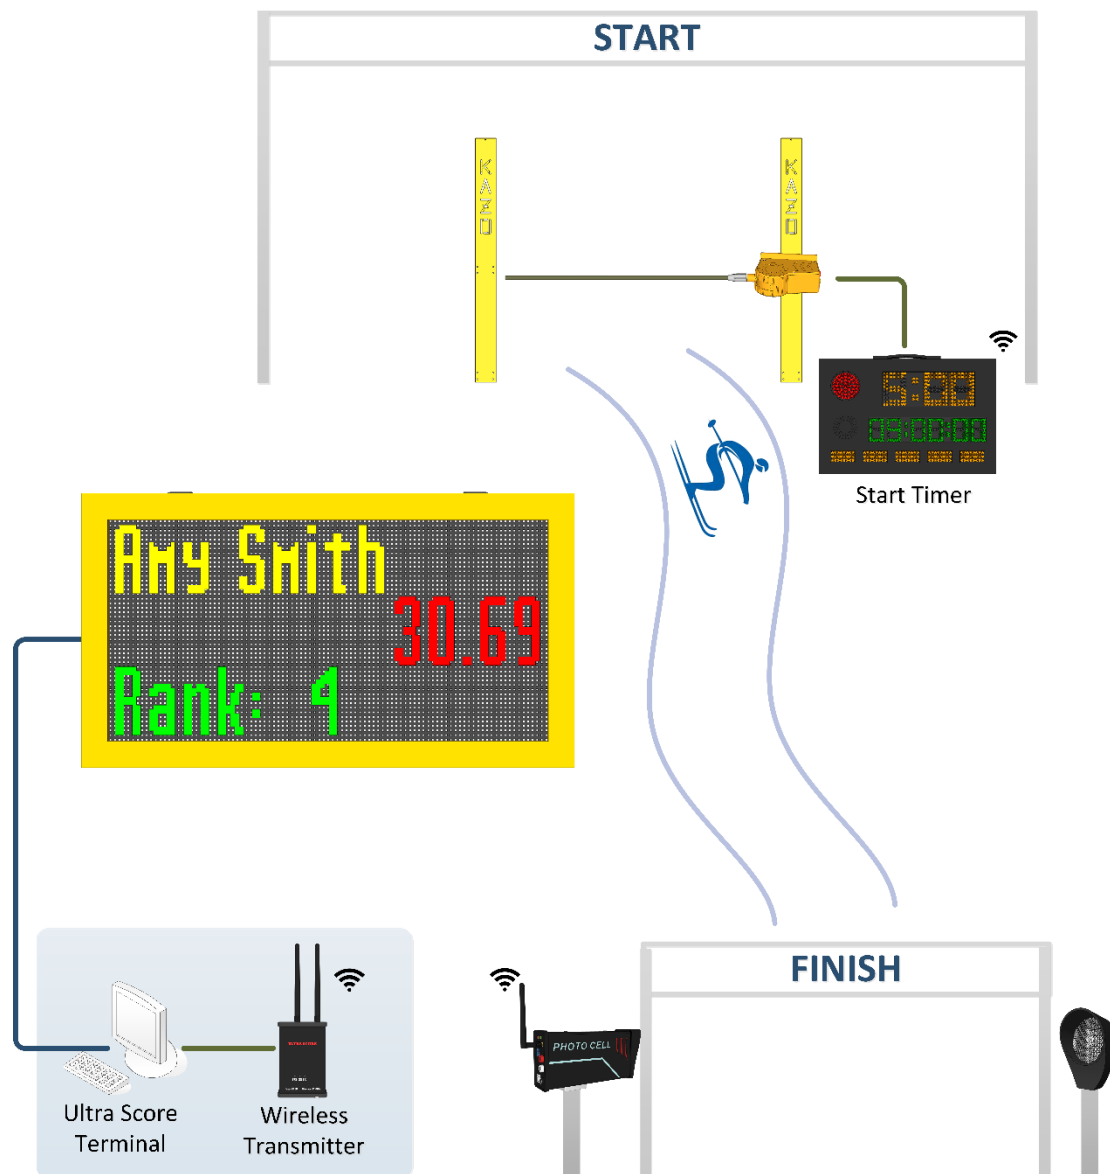 START
KAZO
KAZO
5:00
09:00:00
Start Timer
Amy Smith
30.69
Rank: 4
FINISH
PHOTO CELL
Ultra Score
Terminal
Wireless
Transmitter